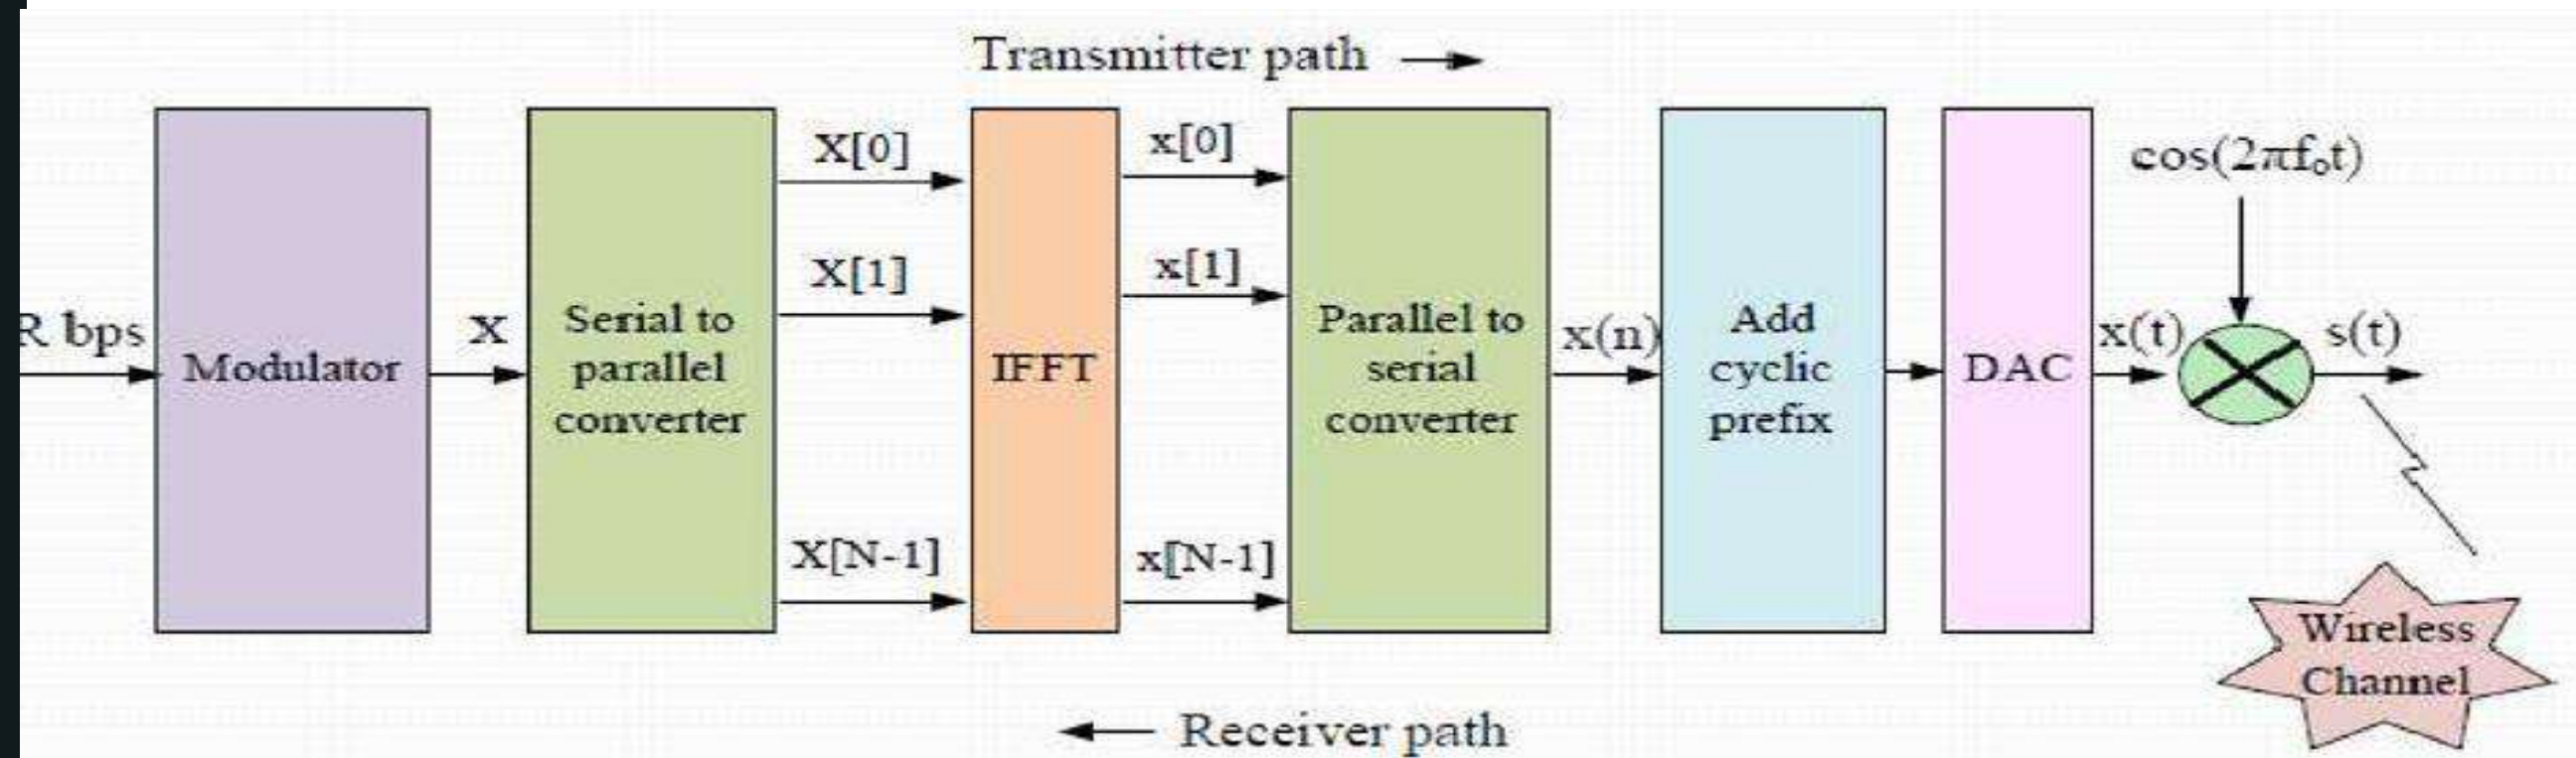 Transmitter path
R bps
Modulator
X
Serial to
parallel
converter
X[0]
X[1]
X[N-1]
IFFT
x[0]
x[1]
x[N-1]
Parallel to
serial
converter
x(n)
Add
cyclic
prefix
DAC
x(t)
cos(2πfₒt)
s(t)
Wireless
Channel
Receiver path